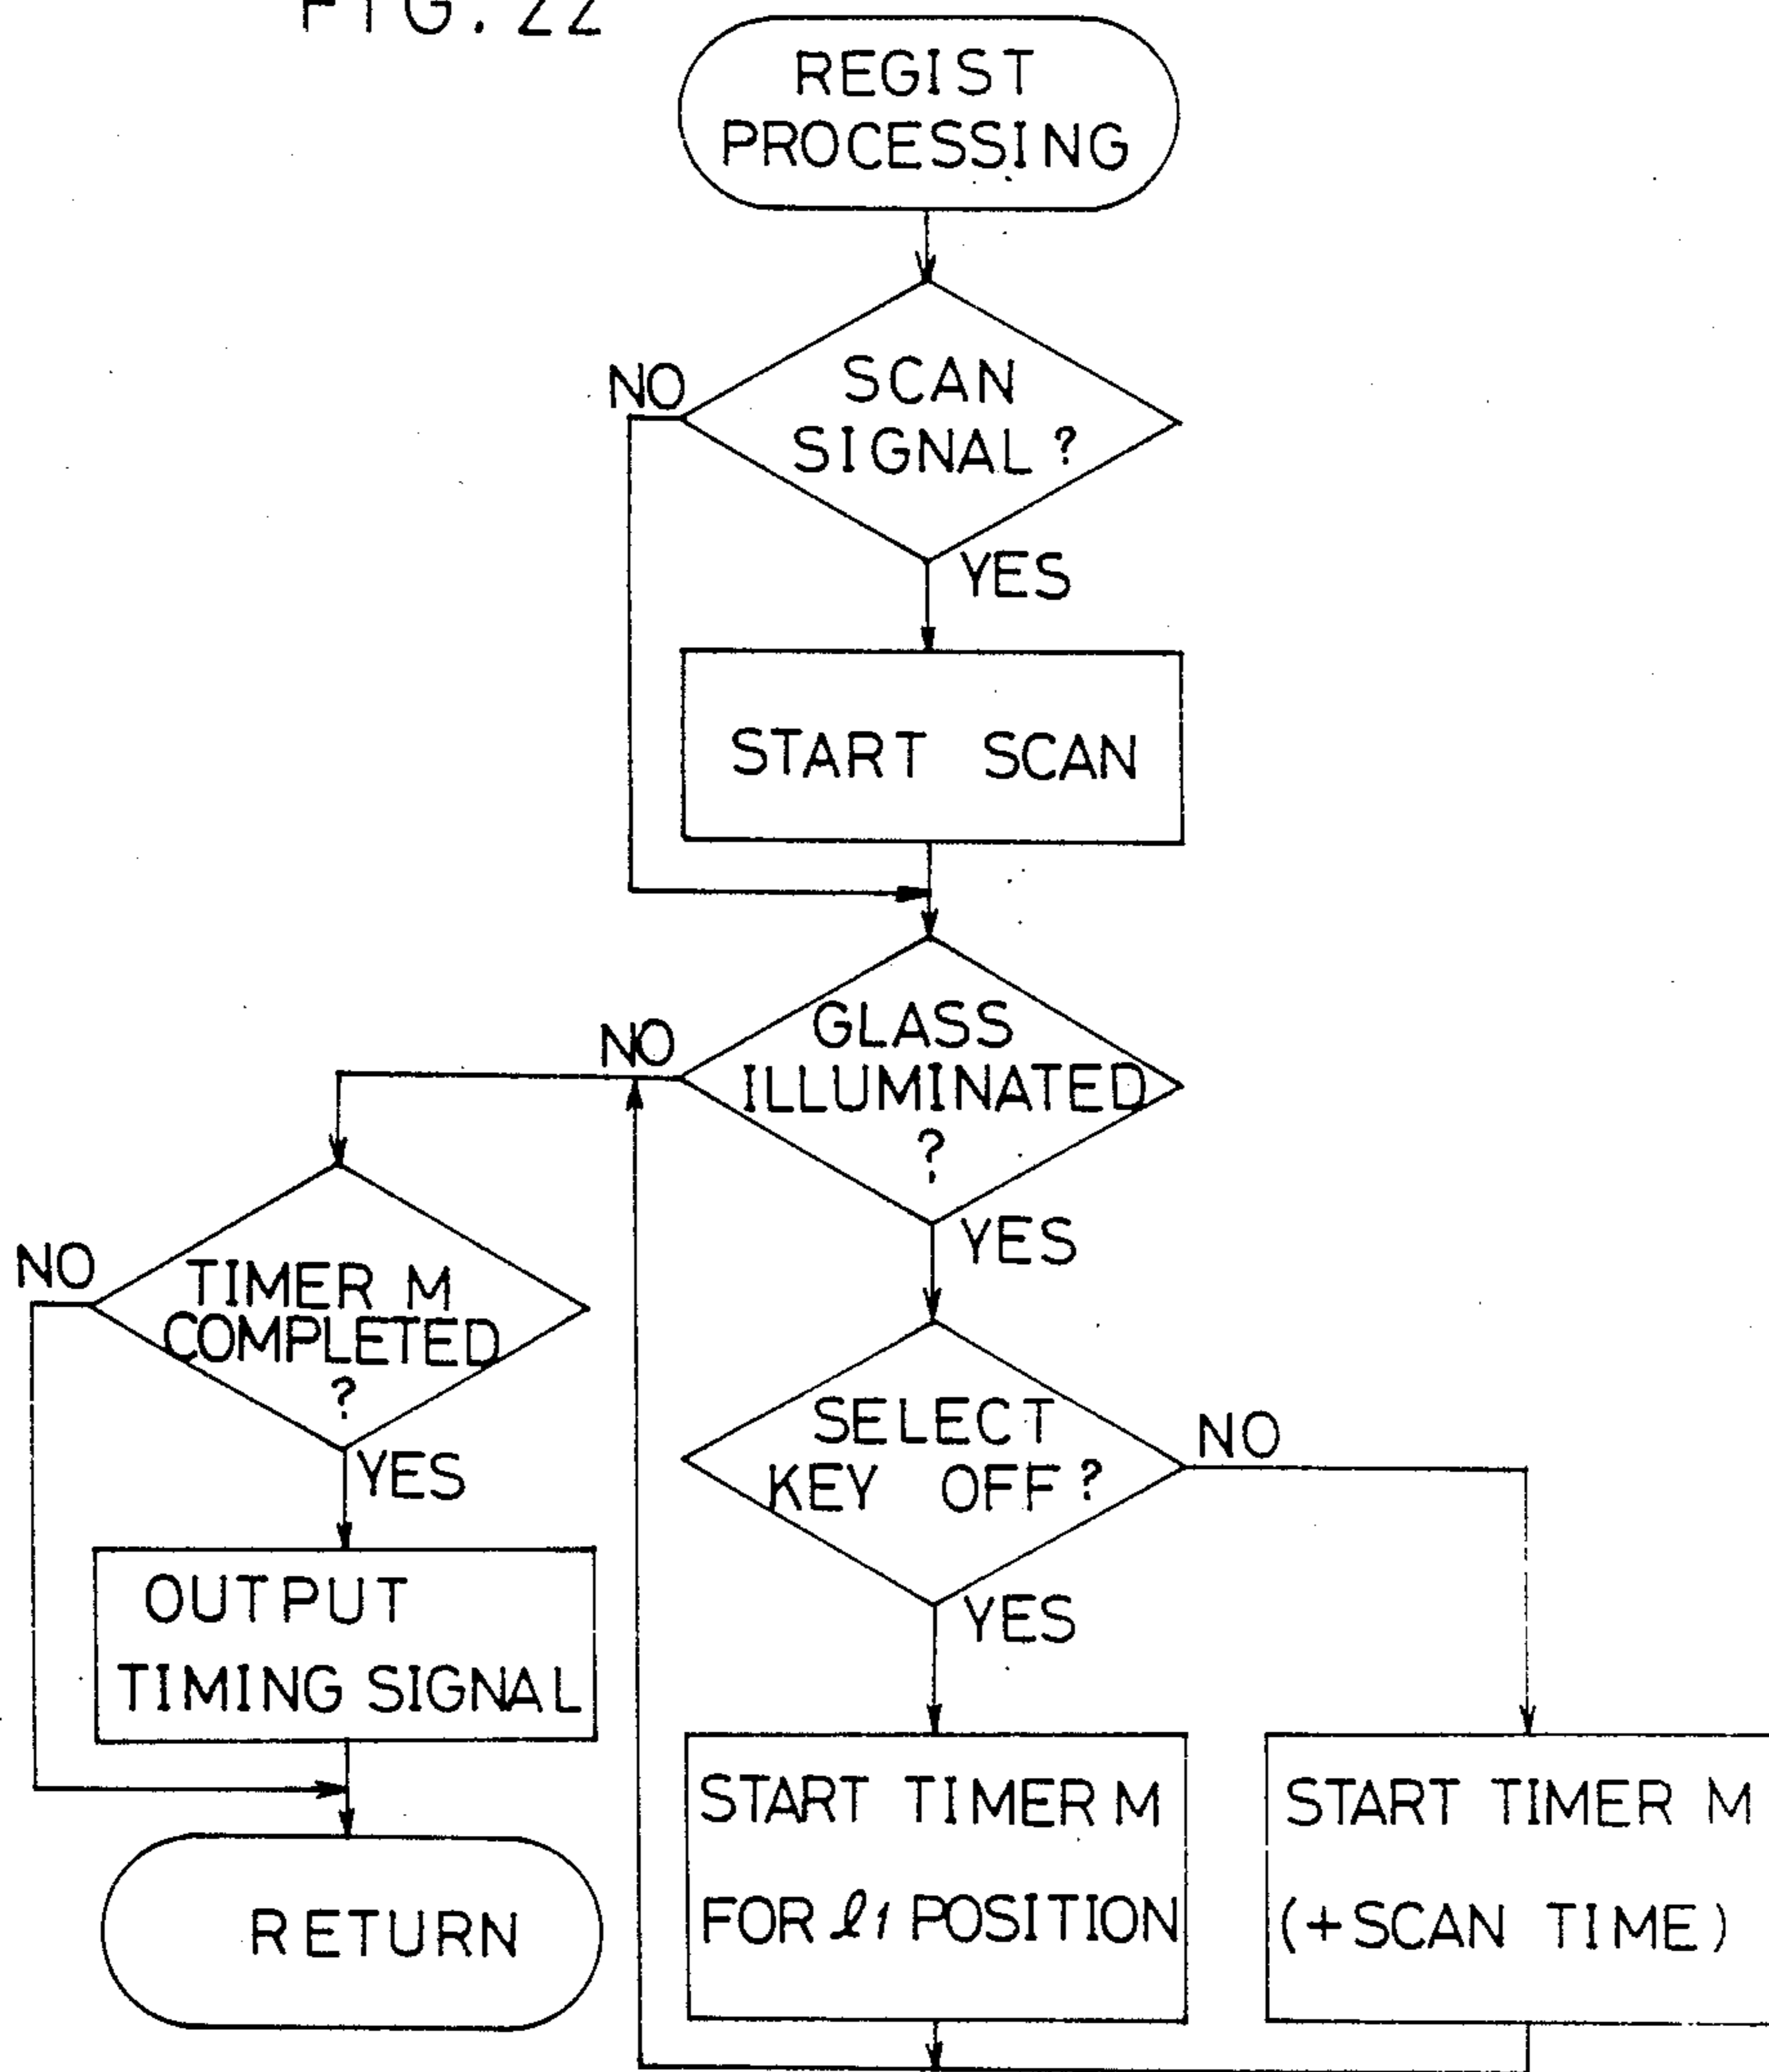 FIG. 22
REGIST
PROCESSING
NO
SCAN
SIGNAL ?
YES
START SCAN
NO
GLASS
ILLUMINATED
?
YES
NO
TIMER M
COMPLETED
?
YES
SELECT
KEY OFF ?
NO
YES
OUTPUT
TIMING SIGNAL
START TIMER M
FOR ℓ1 POSITION
START TIMER M
(+SCAN TIME)
RETURN